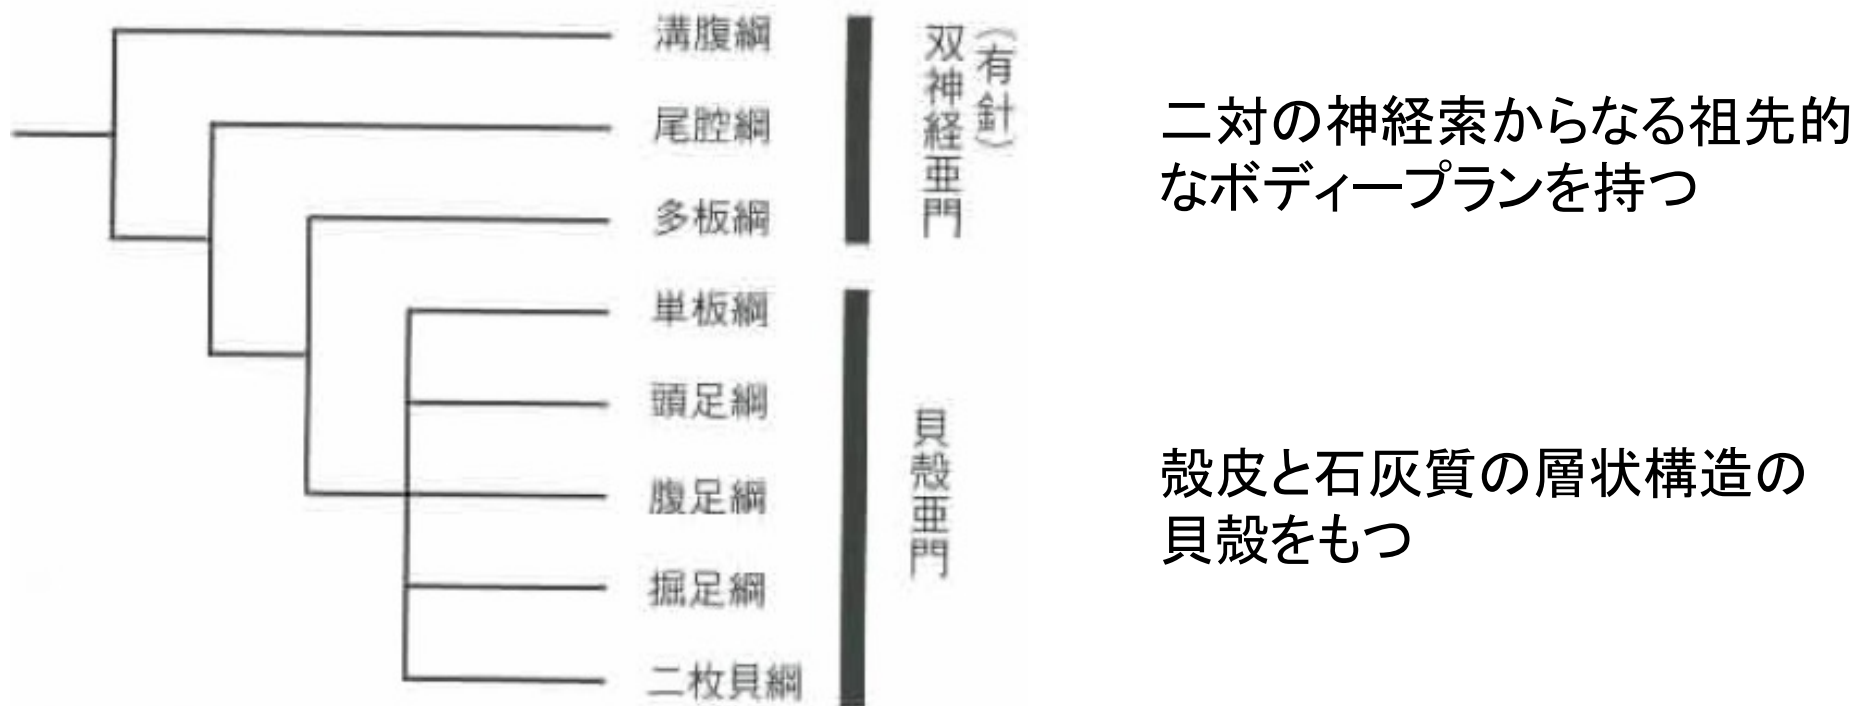 溝腹綱
尾腔綱
多板綱
単板綱
頭足綱
腹足綱
掘足綱
二枚貝綱
(有針)
双神経亜門
貝殻亜門
二対の神経索からなる祖先的
なボディープランを持つ
殻皮と石灰質の層状構造の
貝殻をもつ